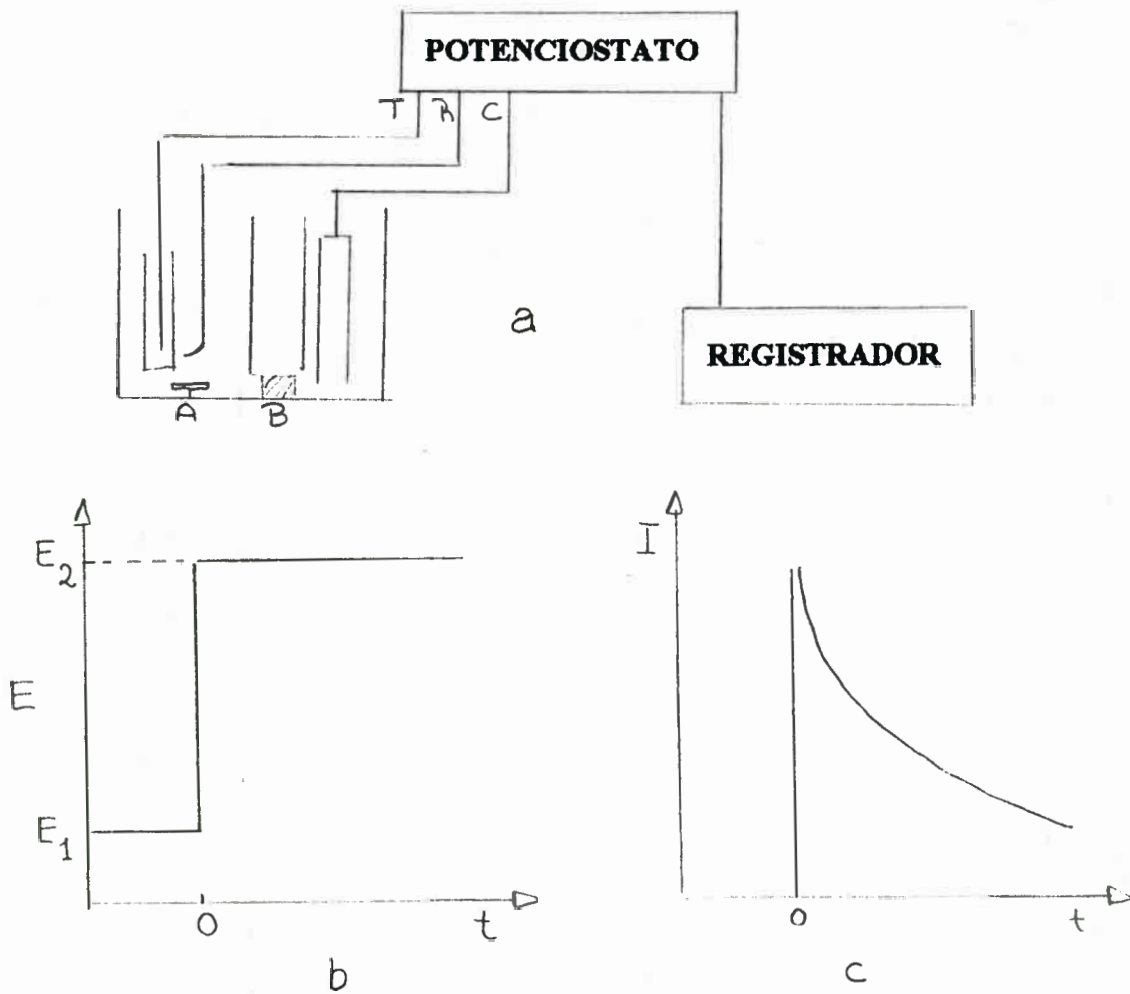 POTENCIOSTATO
T R C
a
REGISTRADOR
A B
E₂
E
E₁
0 t
b
I
0 t
c